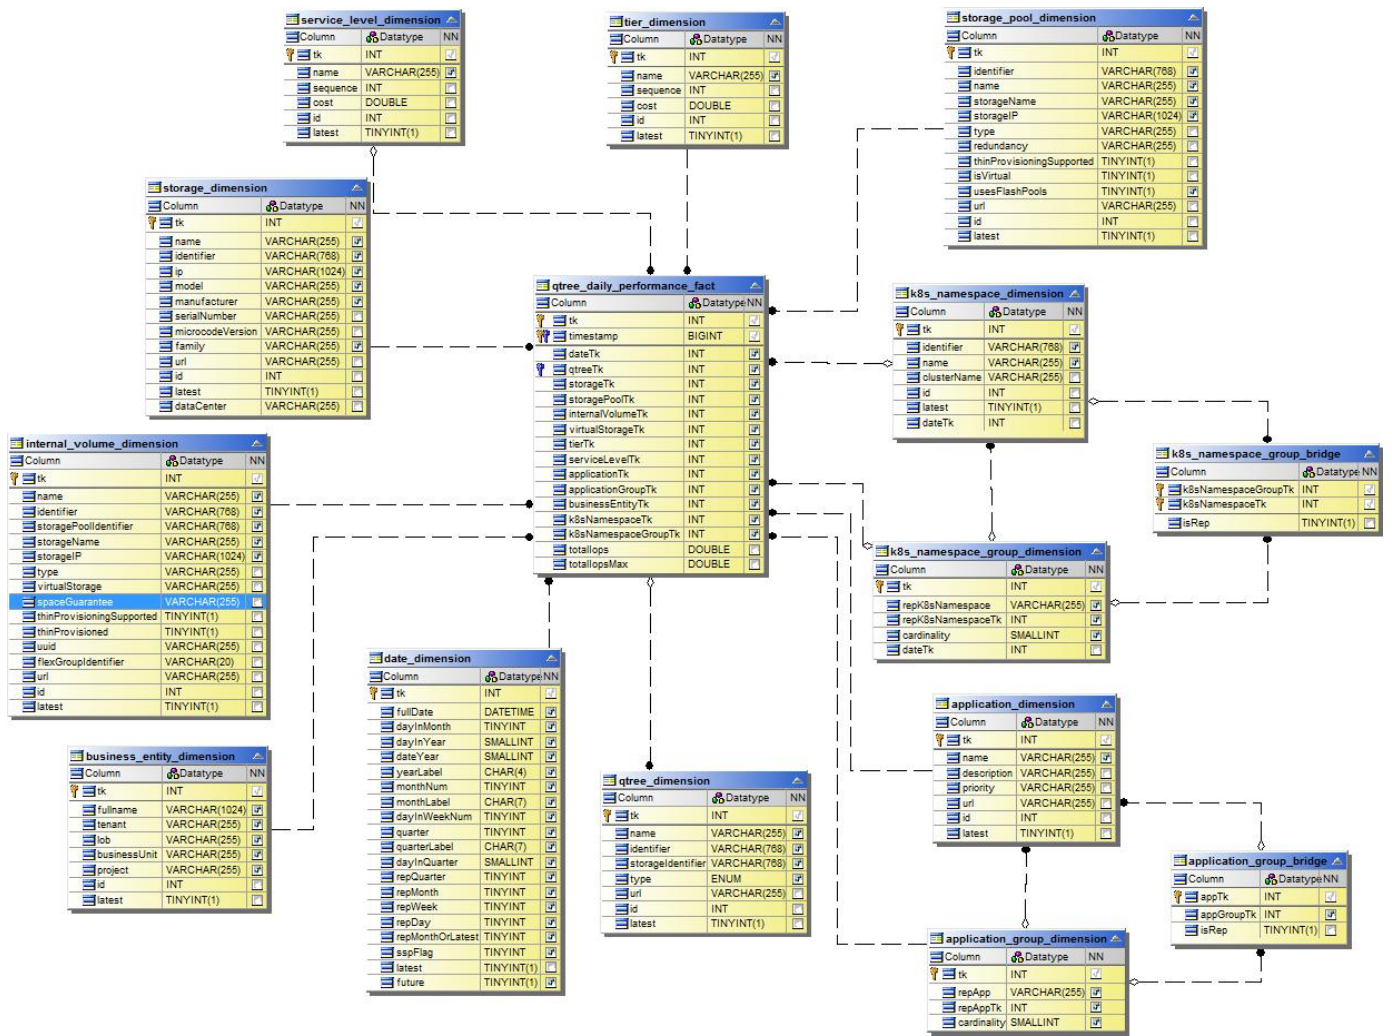 service_level_dimension
Column Datatype NN
tk INT
name VARCHAR(255)
sequence INT
cost DOUBLE
id INT
latest TINYINT(1)
tier_dimension
Column Datatype NN
tk INT
name VARCHAR(255)
sequence INT
cost DOUBLE
id INT
latest TINYINT(1)
storage_pool_dimension
Column Datatype NN
tk INT
identifier VARCHAR(768)
name VARCHAR(255)
storageName VARCHAR(255)
storageIP VARCHAR(1024)
type VARCHAR(255)
redundancy VARCHAR(255)
thinProvisioningSupported TINYINT(1)
isVirtual TINYINT(1)
usesFlashPools TINYINT(1)
url VARCHAR(255)
id INT
latest TINYINT(1)
storage_dimension
Column Datatype NN
tk INT
name VARCHAR(255)
identifier VARCHAR(768)
ip VARCHAR(1024)
model VARCHAR(255)
manufacturer VARCHAR(255)
serialNumber VARCHAR(255)
microcodeVersion VARCHAR(255)
family VARCHAR(255)
url VARCHAR(255)
id INT
latest TINYINT(1)
dataCenter VARCHAR(255)
qtree_daily_performance_fact
Column Datatype NN
tk INT
timestamp BIGINT
dateTk INT
qtreeTk INT
storageTk INT
storagePoolTk INT
internalVolumeTk INT
virtualStorageTk INT
tierTk INT
serviceLevelTk INT
applicationTk INT
applicationGroupTk INT
businessEntityTk INT
k8sNamespaceTk INT
k8sNamespaceGroupTk INT
totalIops DOUBLE
totalIopsMax DOUBLE
k8s_namespace_dimension
Column Datatype NN
tk INT
identifier VARCHAR(768)
name VARCHAR(255)
clusterName VARCHAR(255)
id INT
latest TINYINT(1)
dateTk INT
k8s_namespace_group_bridge
Column Datatype NN
k8sNamespaceGroupTk INT
k8sNamespaceTk INT
isRep TINYINT(1)
internal_volume_dimension
Column Datatype NN
tk INT
name VARCHAR(255)
identifier VARCHAR(768)
storagePoolIdentifier VARCHAR(768)
storageName VARCHAR(255)
storageIP VARCHAR(1024)
type VARCHAR(255)
virtualStorage VARCHAR(255)
spaceGuarantee VARCHAR(255)
thinProvisioningSupported TINYINT(1)
thinProvisioned TINYINT(1)
uuid VARCHAR(255)
flexGroupIdentifier VARCHAR(20)
url VARCHAR(255)
id INT
latest TINYINT(1)
k8s_namespace_group_dimension
Column Datatype NN
tk INT
repK8sNamespace VARCHAR(255)
repK8sNamespaceTk INT
cardinality SMALLINT
dateTk INT
date_dimension
Column Datatype NN
tk INT
fullDate DATETIME
dayInMonth TINYINT
dayInYear SMALLINT
dateYear SMALLINT
yearLabel CHAR(4)
monthNum TINYINT
monthLabel CHAR(7)
dayInWeekNum TINYINT
quarter TINYINT
quarterLabel CHAR(7)
dayInQuarter SMALLINT
repQuarter TINYINT
repMonth TINYINT
repWeek TINYINT
repDay TINYINT
repMonthOrLatest TINYINT
sspFlag TINYINT
latest TINYINT(1)
future TINYINT(1)
business_entity_dimension
Column Datatype NN
tk INT
fullname VARCHAR(1024)
tenant VARCHAR(255)
lob VARCHAR(255)
businessUnit VARCHAR(255)
project VARCHAR(255)
id INT
latest TINYINT(1)
qtree_dimension
Column Datatype NN
tk INT
name VARCHAR(255)
identifier VARCHAR(768)
storageIdentifier VARCHAR(768)
type ENUM
url VARCHAR(255)
id INT
latest TINYINT(1)
application_dimension
Column Datatype NN
tk INT
name VARCHAR(255)
description VARCHAR(255)
priority VARCHAR(255)
url VARCHAR(255)
id INT
latest TINYINT(1)
application_group_bridge
Column Datatype NN
appTk INT
appGroupTk INT
isRep TINYINT(1)
application_group_dimension
Column Datatype NN
tk INT
repApp VARCHAR(255)
repAppTk INT
cardinality SMALLINT